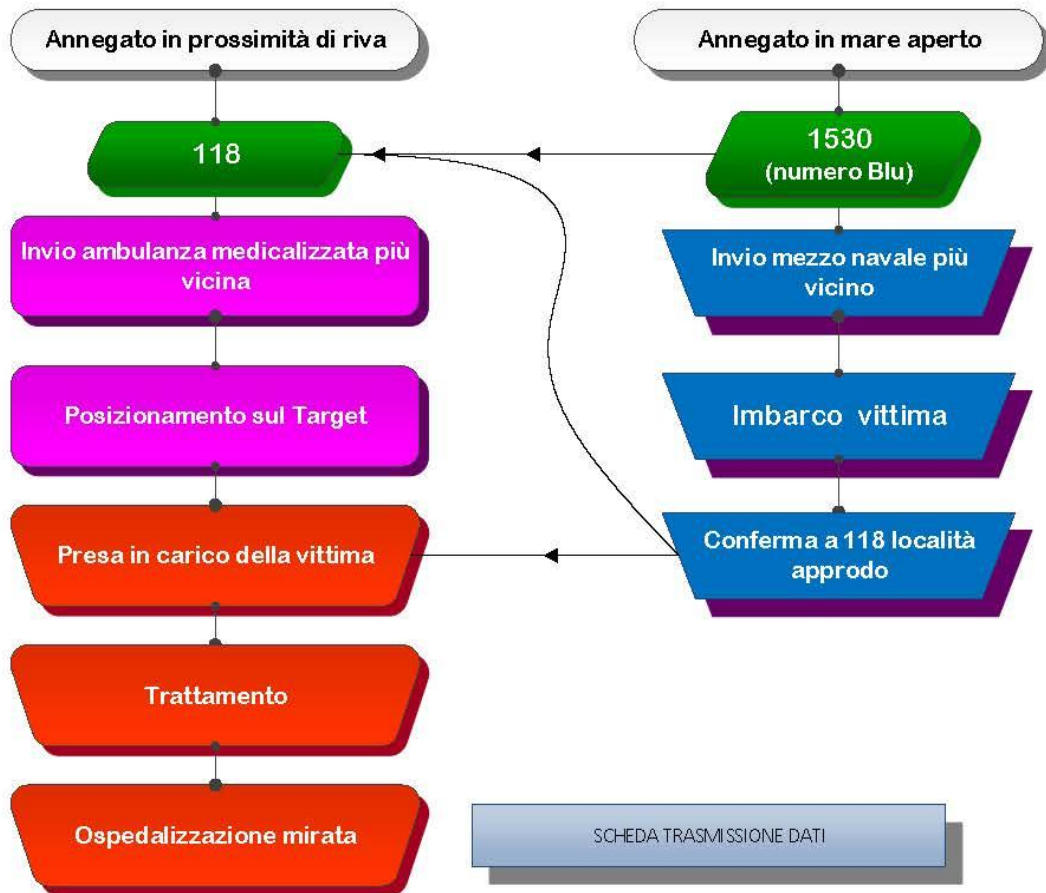 Annegato in prossimità di riva
Annegato in mare aperto
118
1530
(numero Blu)
Invio ambulanza medicalizzata più
vicina
Invio mezzo navale più
vicino
Posizionamento sul Target
Imbarco vittima
Presa in carico della vittima
Conferma a 118 località
approdo
Trattamento
Ospedalizzazione mirata
SCHEDA TRASMISSIONE DATI